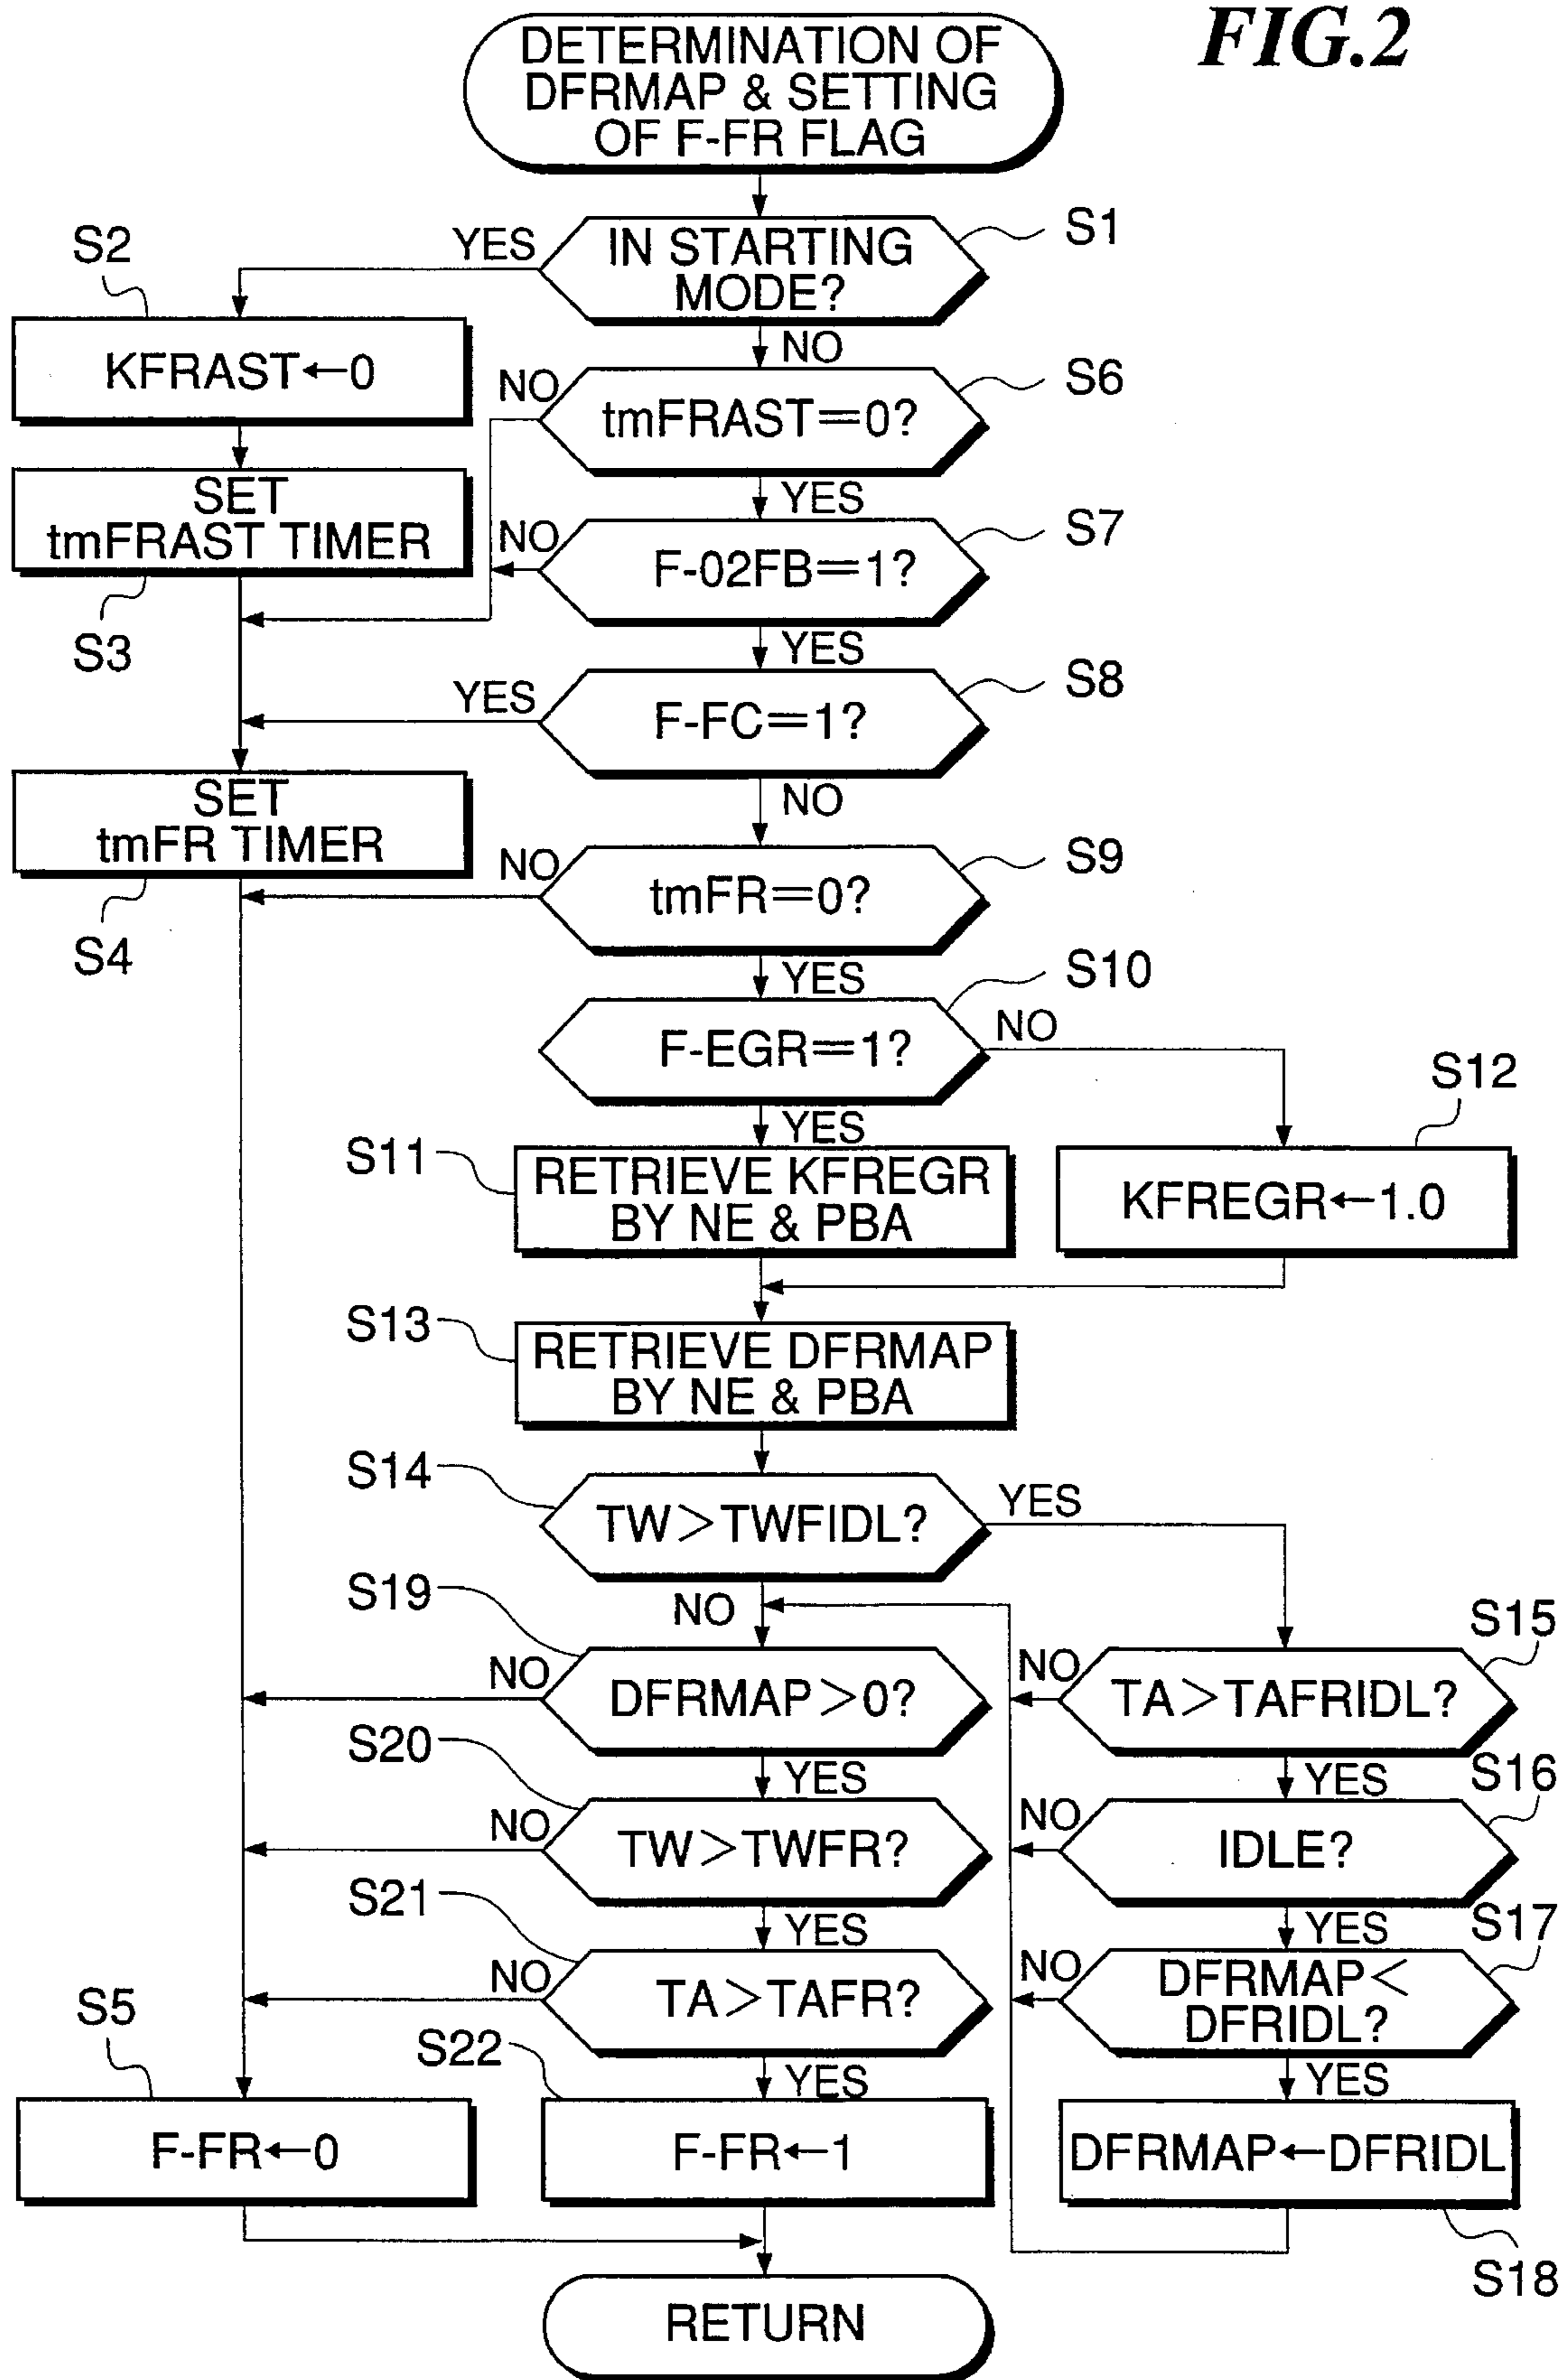 FIG.2
DETERMINATION OF
DFRMAP & SETTING
OF F-FR FLAG
S1
IN STARTING
MODE?
YES
NO
S2
KFRAST←0
SET
tmFRAST TIMER
S3
S6
tmFRAST=0?
NO
YES
S7
F-02FB=1?
NO
YES
S8
F-FC=1?
YES
NO
SET
tmFR TIMER
S4
S9
tmFR=0?
NO
YES
S10
F-EGR=1?
NO
YES
S11
RETRIEVE KFREGR
BY NE & PBA
S12
KFREGR←1.0
S13
RETRIEVE DFRMAP
BY NE & PBA
S14
TW>TWFIDL?
YES
NO
S19
DFRMAP>0?
NO
YES
S15
TA>TAFRIDL?
NO
YES
S20
TW>TWFR?
NO
YES
S16
IDLE?
NO
YES
S21
TA>TAFR?
NO
YES
S17
DFRMAP<
DFRIDL?
NO
YES
S5
F-FR←0
S22
F-FR←1
DFRMAP←DFRIDL
S18
RETURN